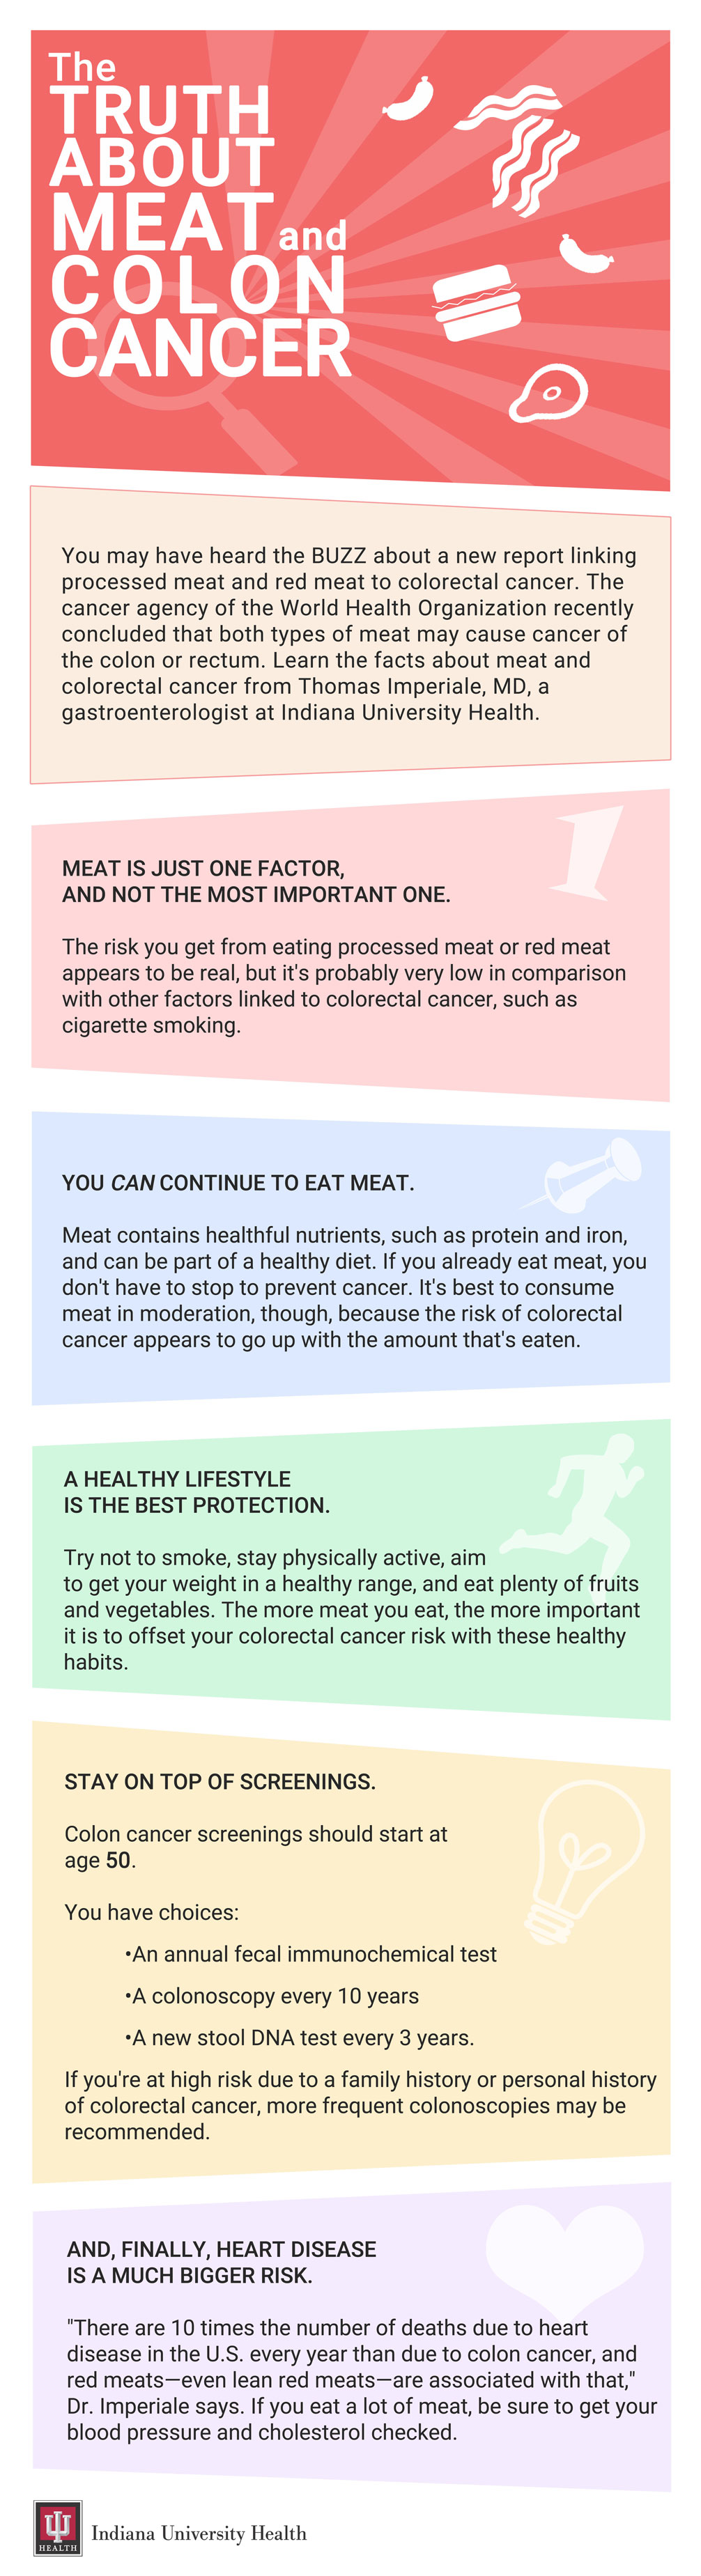 The
TRUTH
ABOUT
MEAT and
COLON
CANCER
You may have heard the BUZZ about a new report linking
processed meat and red meat to colorectal cancer. The
cancer agency of the World Health Organization recently
concluded that both types of meat may cause cancer of
the colon or rectum. Learn the facts about meat and
colorectal cancer from Thomas Imperiale, MD, a
gastroenterologist at Indiana University Health.
1
MEAT IS JUST ONE FACTOR,
AND NOT THE MOST IMPORTANT ONE.
The risk you get from eating processed meat or red meat
appears to be real, but it's probably very low in comparison
with other factors linked to colorectal cancer, such as
cigarette smoking.
YOU CAN CONTINUE TO EAT MEAT.
Meat contains healthful nutrients, such as protein and iron,
and can be part of a healthy diet. If you already eat meat, you
don't have to stop to prevent cancer. It's best to consume
meat in moderation, though, because the risk of colorectal
cancer appears to go up with the amount that's eaten.
A HEALTHY LIFESTYLE
IS THE BEST PROTECTION.
Try not to smoke, stay physically active, aim
to get your weight in a healthy range, and eat plenty of fruits
and vegetables. The more meat you eat, the more important
it is to offset your colorectal cancer risk with these healthy
habits.
STAY ON TOP OF SCREENINGS.
Colon cancer screenings should start at
age 50.
You have choices:
•An annual fecal immunochemical test
•A colonoscopy every 10 years
•A new stool DNA test every 3 years.
If you're at high risk due to a family history or personal history
of colorectal cancer, more frequent colonoscopies may be
recommended.
AND, FINALLY, HEART DISEASE
IS A MUCH BIGGER RISK.
"There are 10 times the number of deaths due to heart
disease in the U.S. every year than due to colon cancer, and
red meats—even lean red meats—are associated with that,"
Dr. Imperiale says. If you eat a lot of meat, be sure to get your
blood pressure and cholesterol checked.
HEALTH
Indiana University Health